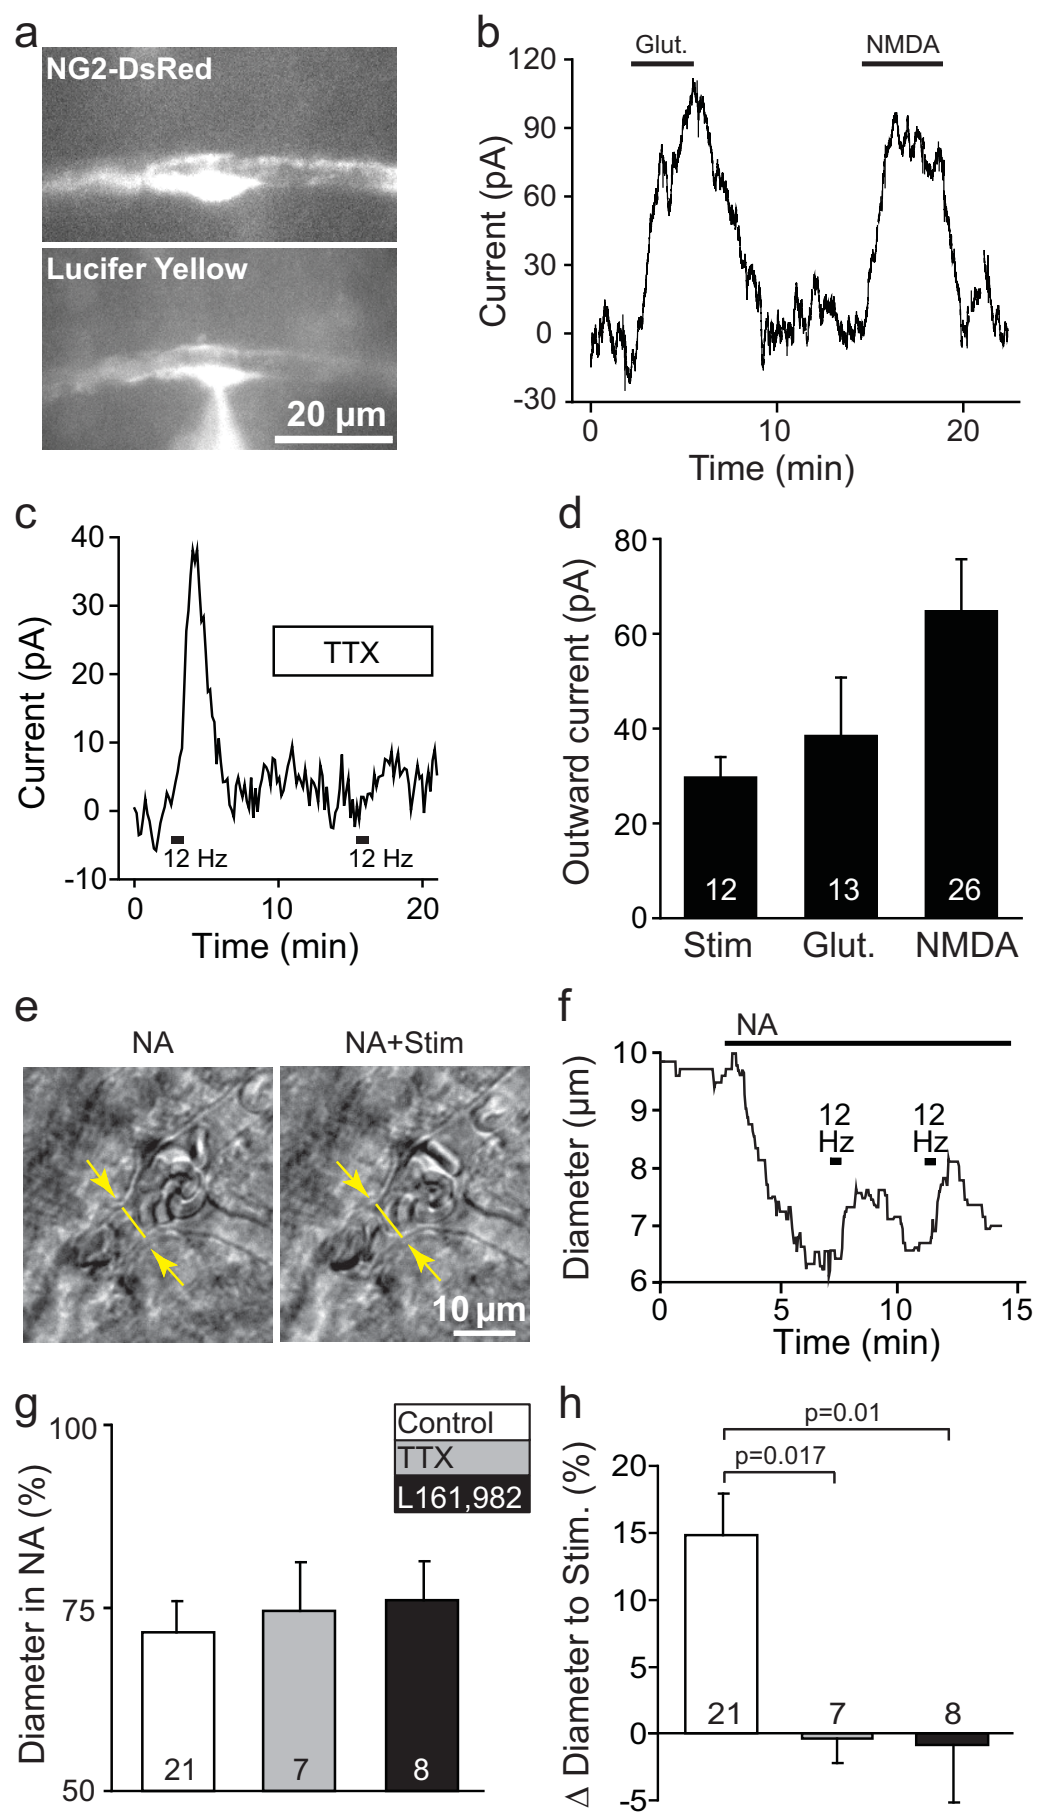 a
NG2-DsRed
Lucifer Yellow
20 µm
b
Glut.
NMDA
120
90
60
30
0
-30
Current (pA)
0
10
20
Time (min)
c
40
30
20
10
0
-10
Current (pA)
TTX
12 Hz
12 Hz
0
10
20
Time (min)
d
80
60
40
20
0
Outward current (pA)
12
13
26
Stim
Glut.
NMDA
e
NA
NA+Stim
10 µm
f
NA
10
9
8
7
6
Diameter (µm)
12
Hz
12
Hz
0
5
10
15
Time (min)
g
100
75
50
Diameter in NA (%)
Control
TTX
L161,982
21
7
8
h
p=0.01
p=0.017
20
15
10
5
0
-5
Δ Diameter to Stim. (%)
21
7
8